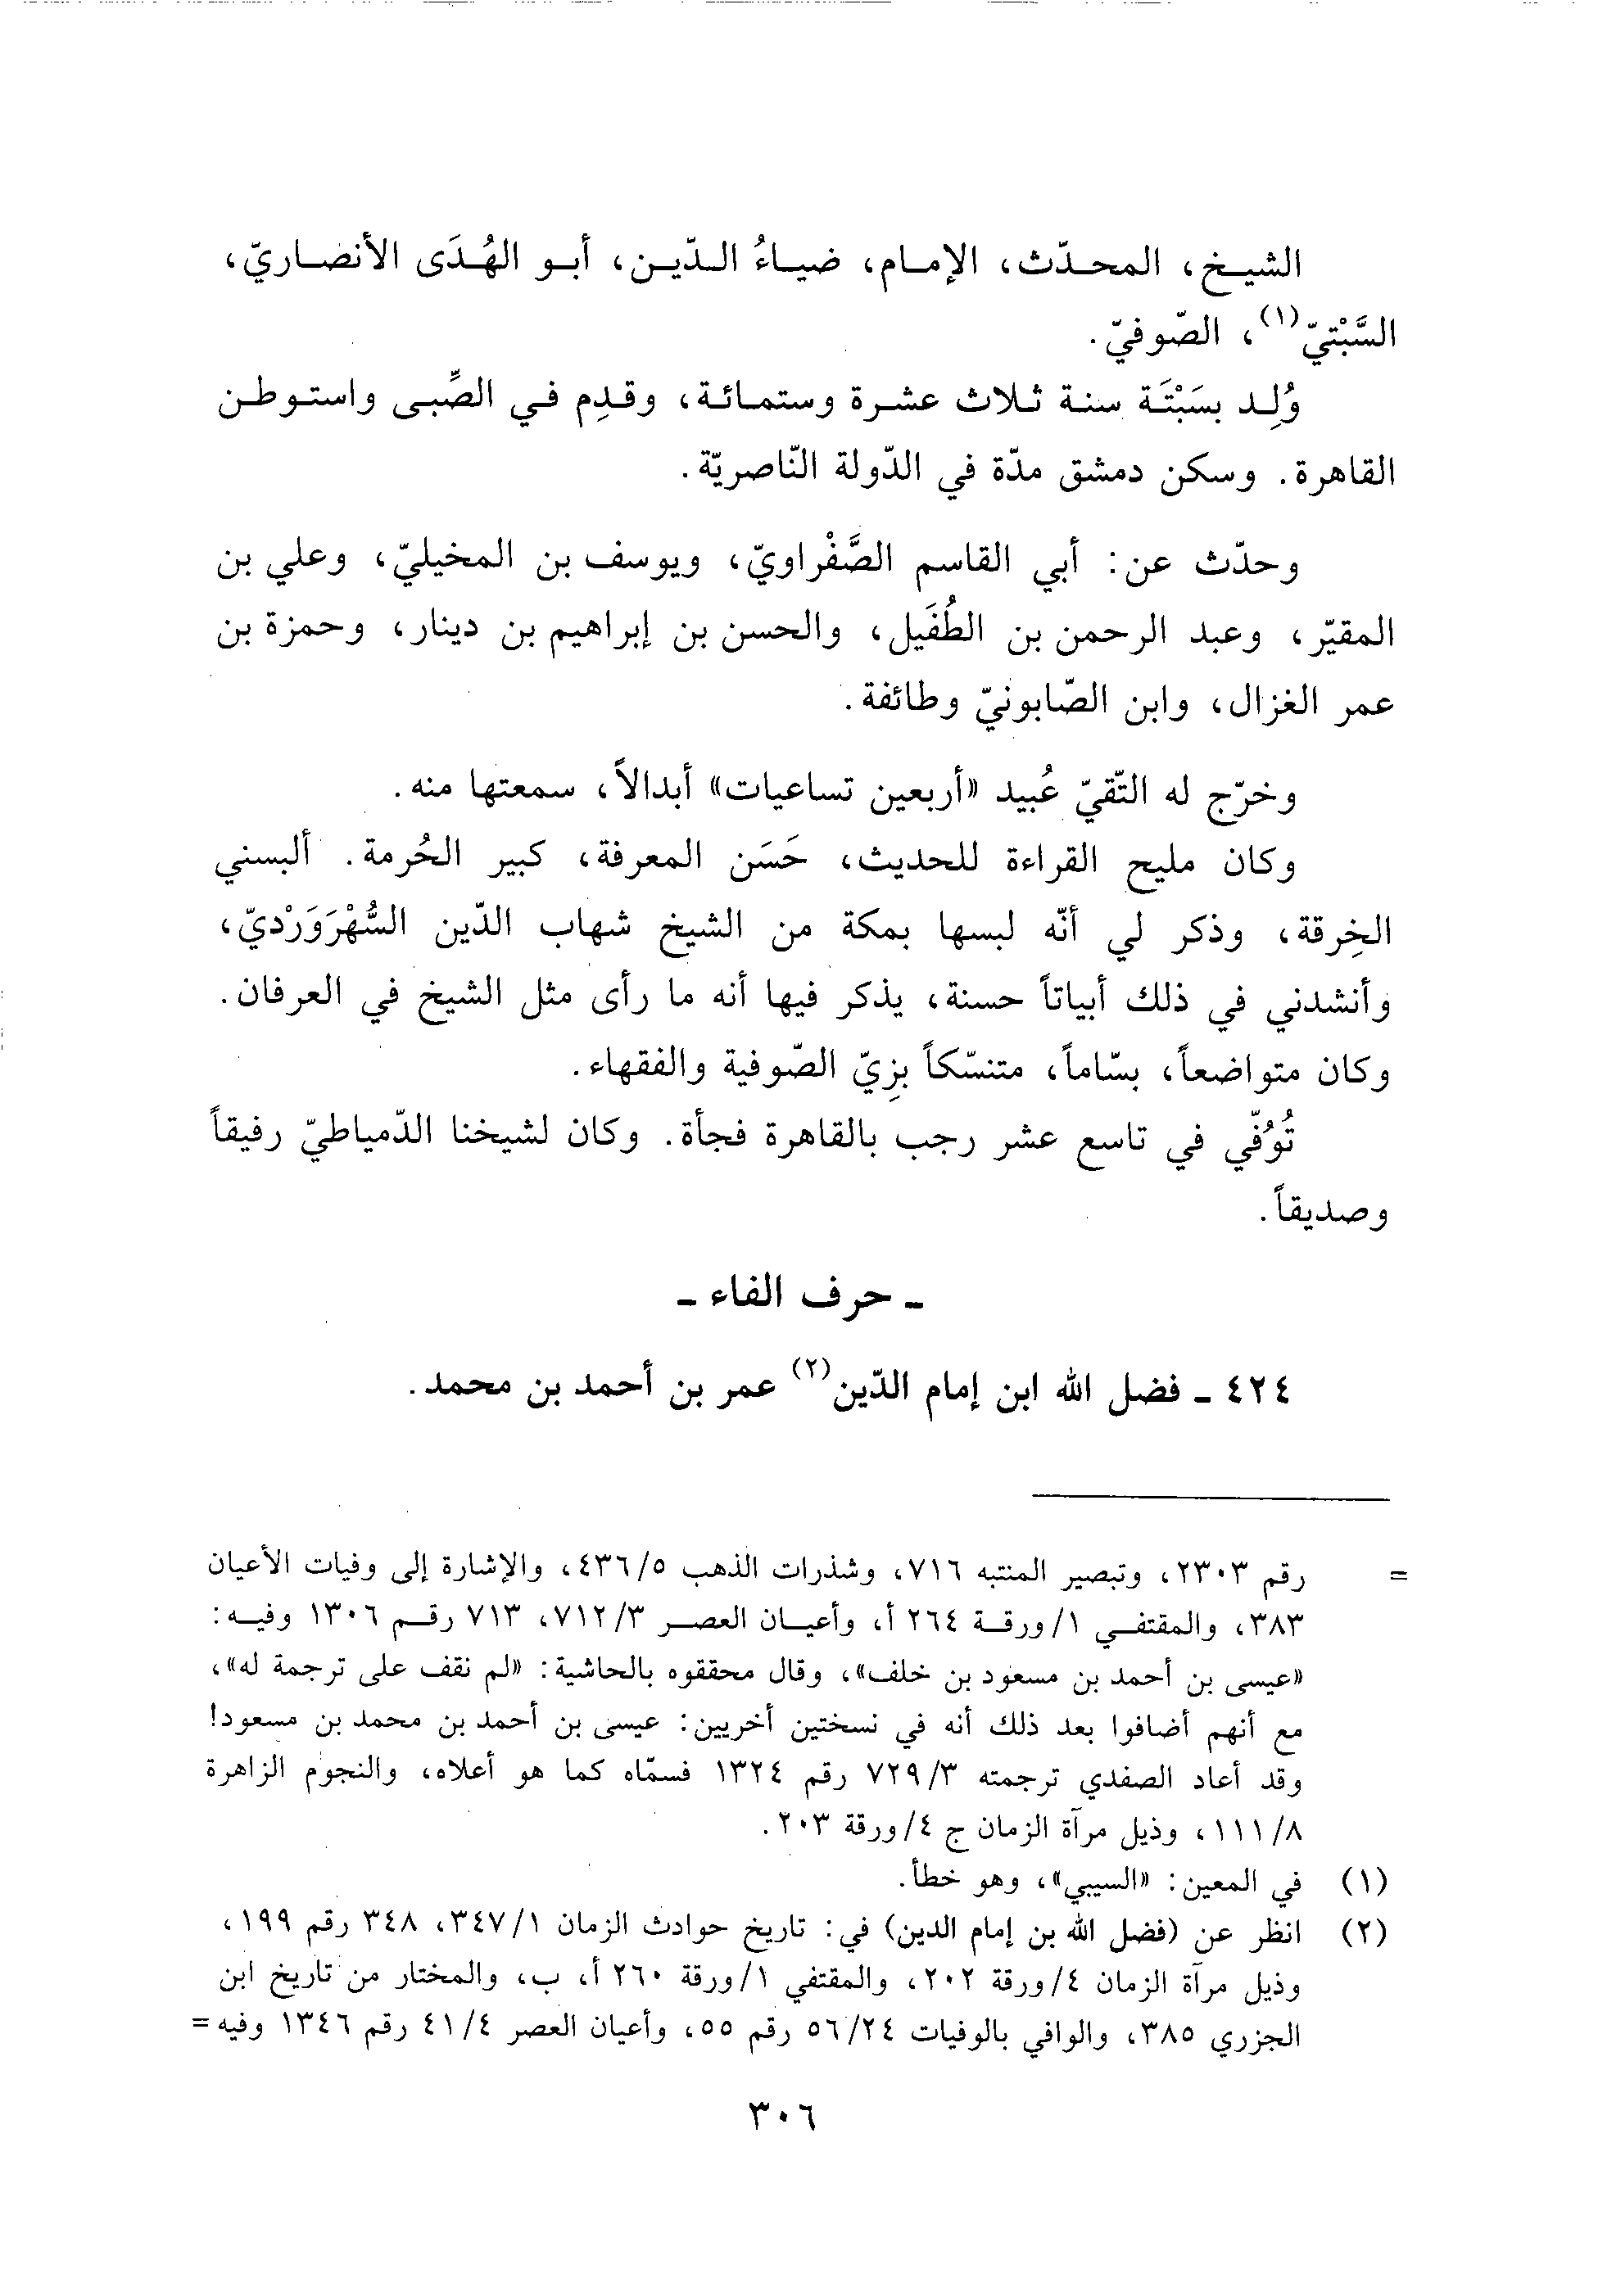 الشيخ، المحدّث، الإمام، ضياءُ الدّين، أبو الهُدَى الأنصاريّ،
السَّبْتيّ(١)، الصّوفيّ.
وُلِد بسَبْتَة سنة ثلاث عشرة وستمائة، وقدِم في الصِّبى واستوطن
القاهرة. وسكن دمشق مدّة في الدّولة النّاصريّة.
وحدّث عن: أبي القاسم الصَّفْراويّ، ويوسف بن المخيليّ، وعلي بن
المقيّر، وعبد الرحمن بن الطُفَيل، والحسن بن إبراهيم بن دينار، وحمزة بن
عمر الغزال، وابن الصّابونيّ وطائفة.
وخرّج له التّقيّ عُبيد «أربعين تساعيات» أبدالاً، سمعتها منه.
وكان مليح القراءة للحديث، حَسَن المعرفة، كبير الحُرمة. ألبسني
الخِرقة، وذكر لي أنّه لبسها بمكة من الشيخ شهاب الدّين السُّهْرَوَرْديّ،
وأنشدني في ذلك أبياتاً حسنة، يذكر فيها أنه ما رأى مثل الشيخ في العرفان.
وكان متواضعاً، بسّاماً، متنسّكاً بزِيّ الصّوفية والفقهاء.
تُوُفّي في تاسع عشر رجب بالقاهرة فجأة. وكان لشيخنا الدّمياطيّ رفيقاً
وصديقاً.
ـ حرف الفاء ـ
٤٢٤ ـ فضل الله ابن إمام الدّين(٢) عمر بن أحمد بن محمد.
= رقم ٢٣٠٣، وتبصير المنتبه ٧١٦، وشذرات الذهب ٤٣٦/٥، والإشارة إلى وفيات الأعيان
٣٨٣، والمقتفي ١/ورقة ٢٦٤ أ، وأعيان العصر ٧١٢/٣، ٧١٣ رقم ١٣٠٦ وفيه:
«عيسى بن أحمد بن مسعود بن خلف»، وقال محققوه بالحاشية: «لم نقف على ترجمة له»،
مع أنهم أضافوا بعد ذلك أنه في نسختين أخريين: عيسى بن أحمد بن محمد بن مسعود!
وقد أعاد الصفدي ترجمته ٧٢٩/٣ رقم ١٣٢٤ فسمّاه كما هو أعلاه، والنجوم الزاهرة
١١١/٨، وذيل مرآة الزمان ج ٤/ورقة ٢٠٣.
(١) في المعين: «السيبي»، وهو خطأ.
(٢) انظر عن (فضل الله بن إمام الدين) في: تاريخ حوادث الزمان ٣٤٧/١، ٣٤٨ رقم ١٩٩،
وذيل مرآة الزمان ٤/ورقة ٢٠٢، والمقتفي ١/ورقة ٢٦٠ أ، ب، والمختار من تاريخ ابن
الجزري ٣٨٥، والوافي بالوفيات ٥٦/٢٤ رقم ٥٥، وأعيان العصر ٤١/٤ رقم ١٣٤٦ وفيه =
٣٠٦